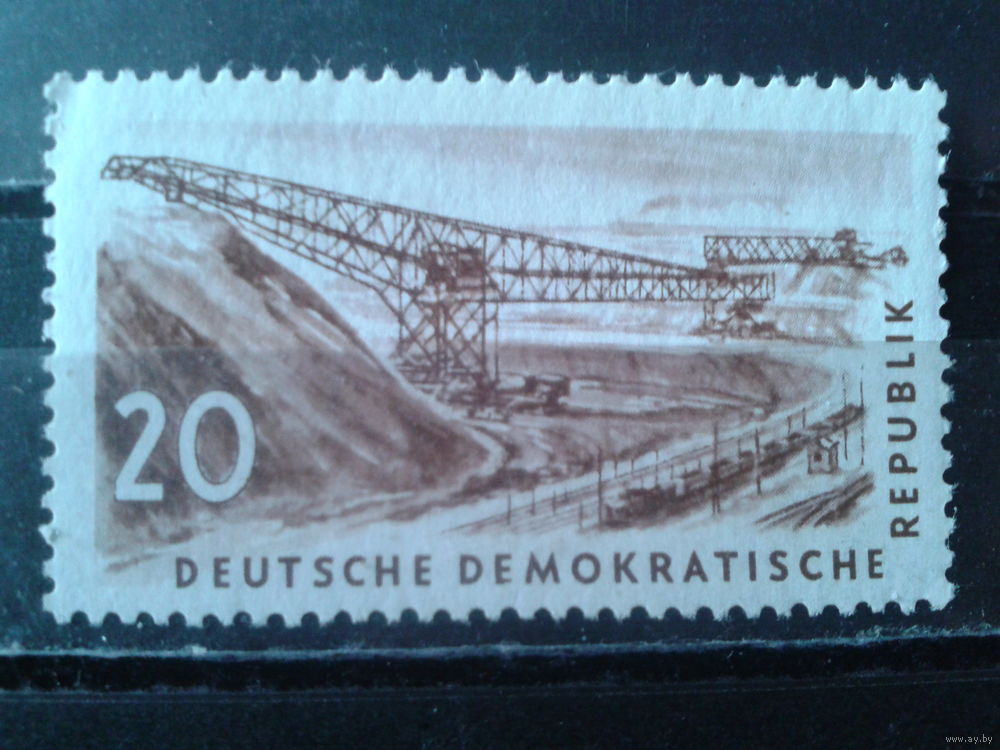 20
DEUTSCHE DEMOKRATISCHE
REPUBLIK
www.ay.by